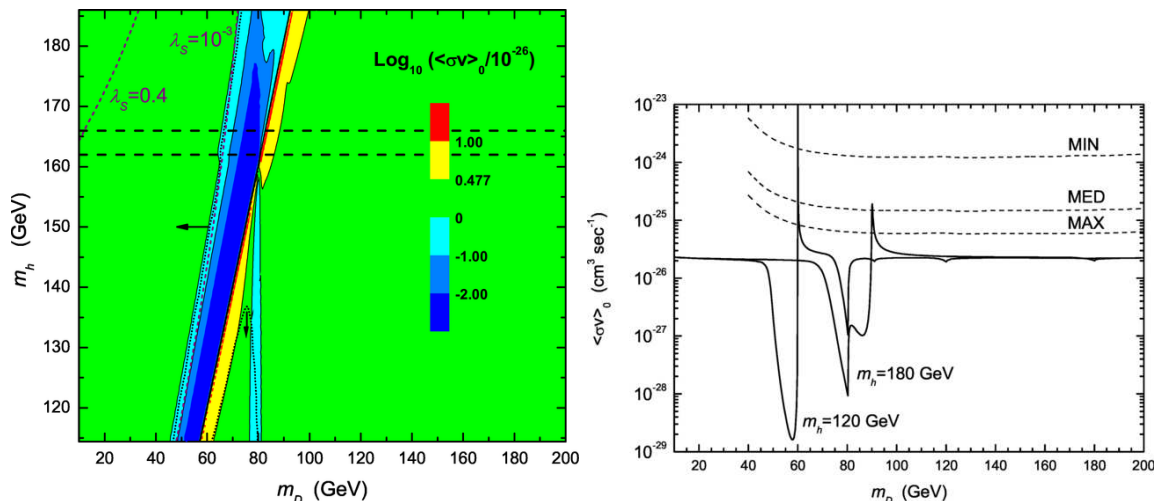 λS=10-3
λS=0.4
Log10 (<σv>0/10-26)
1.00
0.477
0
-1.00
-2.00
180
170
160
150
140
130
120
mh (GeV)
20 40 60 80 100 120 140 160 180 200
mD (GeV)
10-23
10-24
10-25
10-26
10-27
10-28
10-29
<σv>0 (cm3 sec-1)
MIN
MED
MAX
mh=180 GeV
mh=120 GeV
20 40 60 80 100 120 140 160 180 200
mD (GeV)